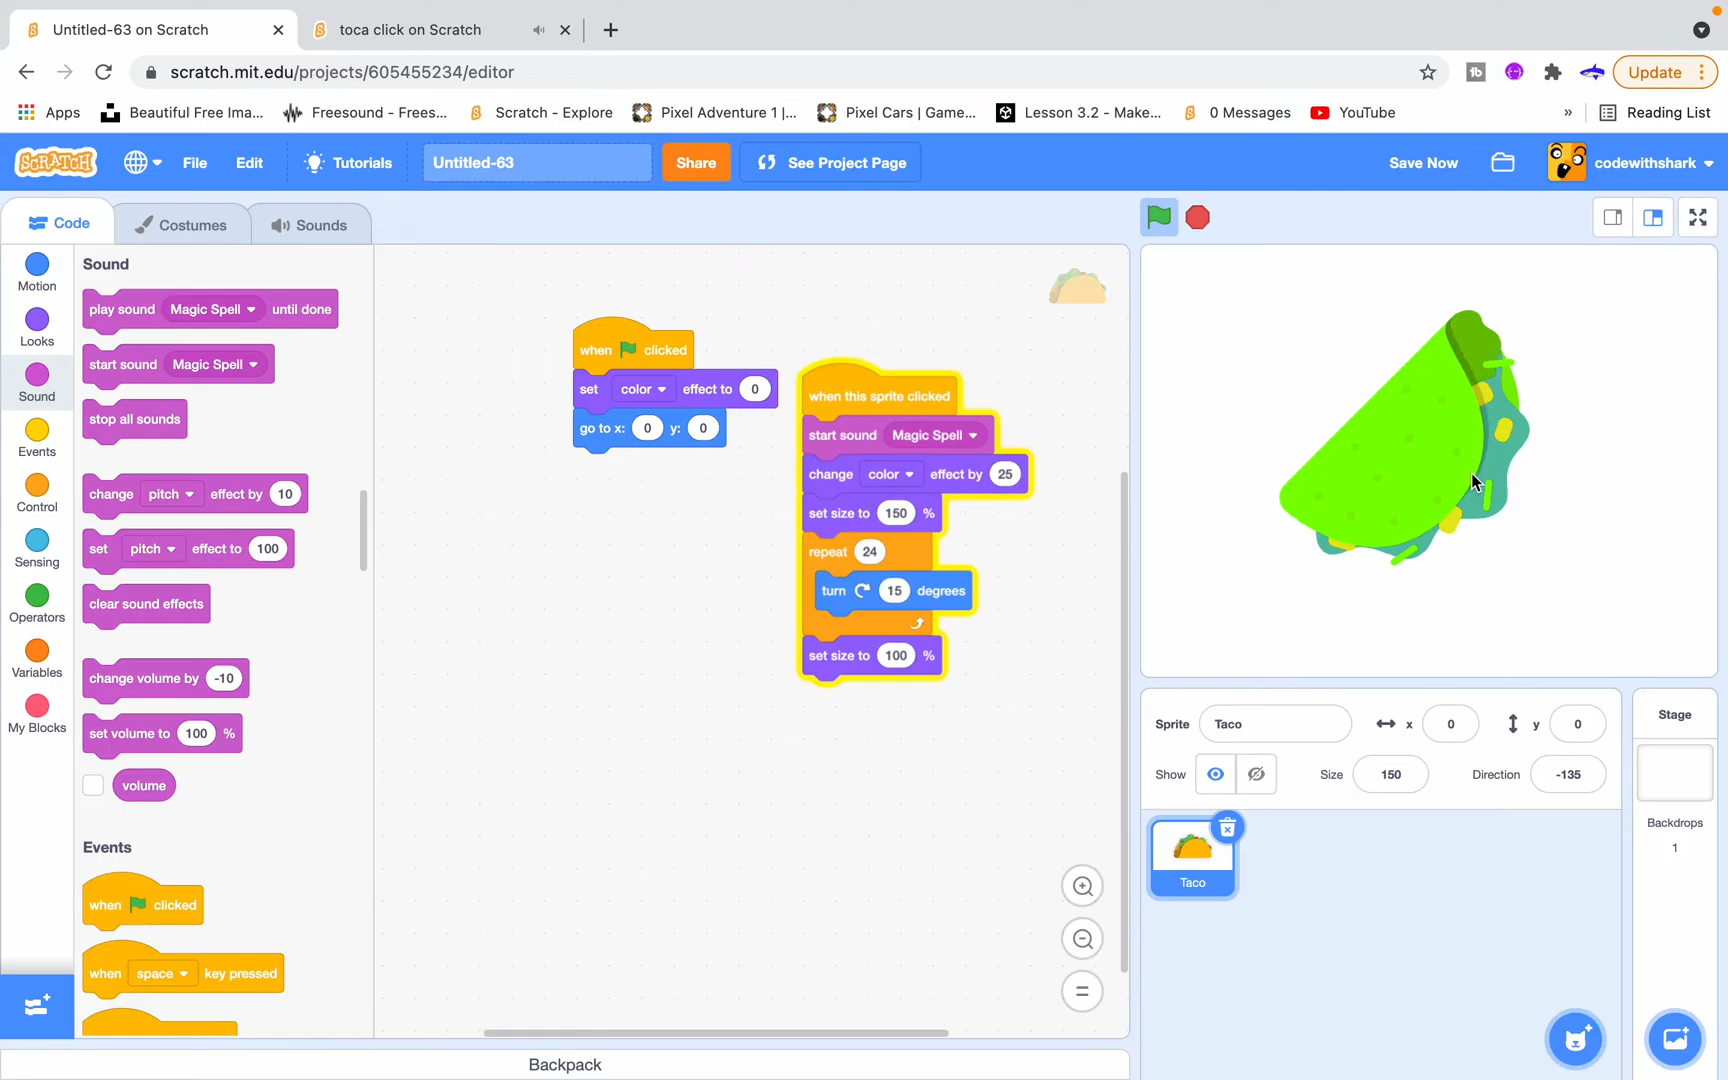 Untitled-63 on Scratch
toca click on Scratch
scratch.mit.edu/projects/605455234/editor
Update
Apps
Beautiful Free Ima...
Freesound - Frees...
Scratch - Explore
Pixel Adventure 1 |...
Pixel Cars | Game...
Lesson 3.2 - Make...
0 Messages
YouTube
»
Reading List
SCRATCH
File
Edit
Tutorials
Untitled-63
Share
See Project Page
Save Now
codewithshark
Code
Costumes
Sounds
Motion
Looks
Sound
Events
Control
Sensing
Operators
Variables
My Blocks
Sound
play sound Magic Spell until done
start sound Magic Spell
stop all sounds
change pitch effect by 10
set pitch effect to 100
clear sound effects
change volume by -10
set volume to 100 %
volume
Events
when clicked
when space key pressed
when clicked
set color effect to 0
go to x: 0 y: 0
when this sprite clicked
start sound Magic Spell
change color effect by 25
set size to 150 %
repeat 24
turn 15 degrees
set size to 100 %
Backpack
Sprite Taco x 0 y 0
Show Size 150 Direction -135
Taco
Stage
Backdrops
1